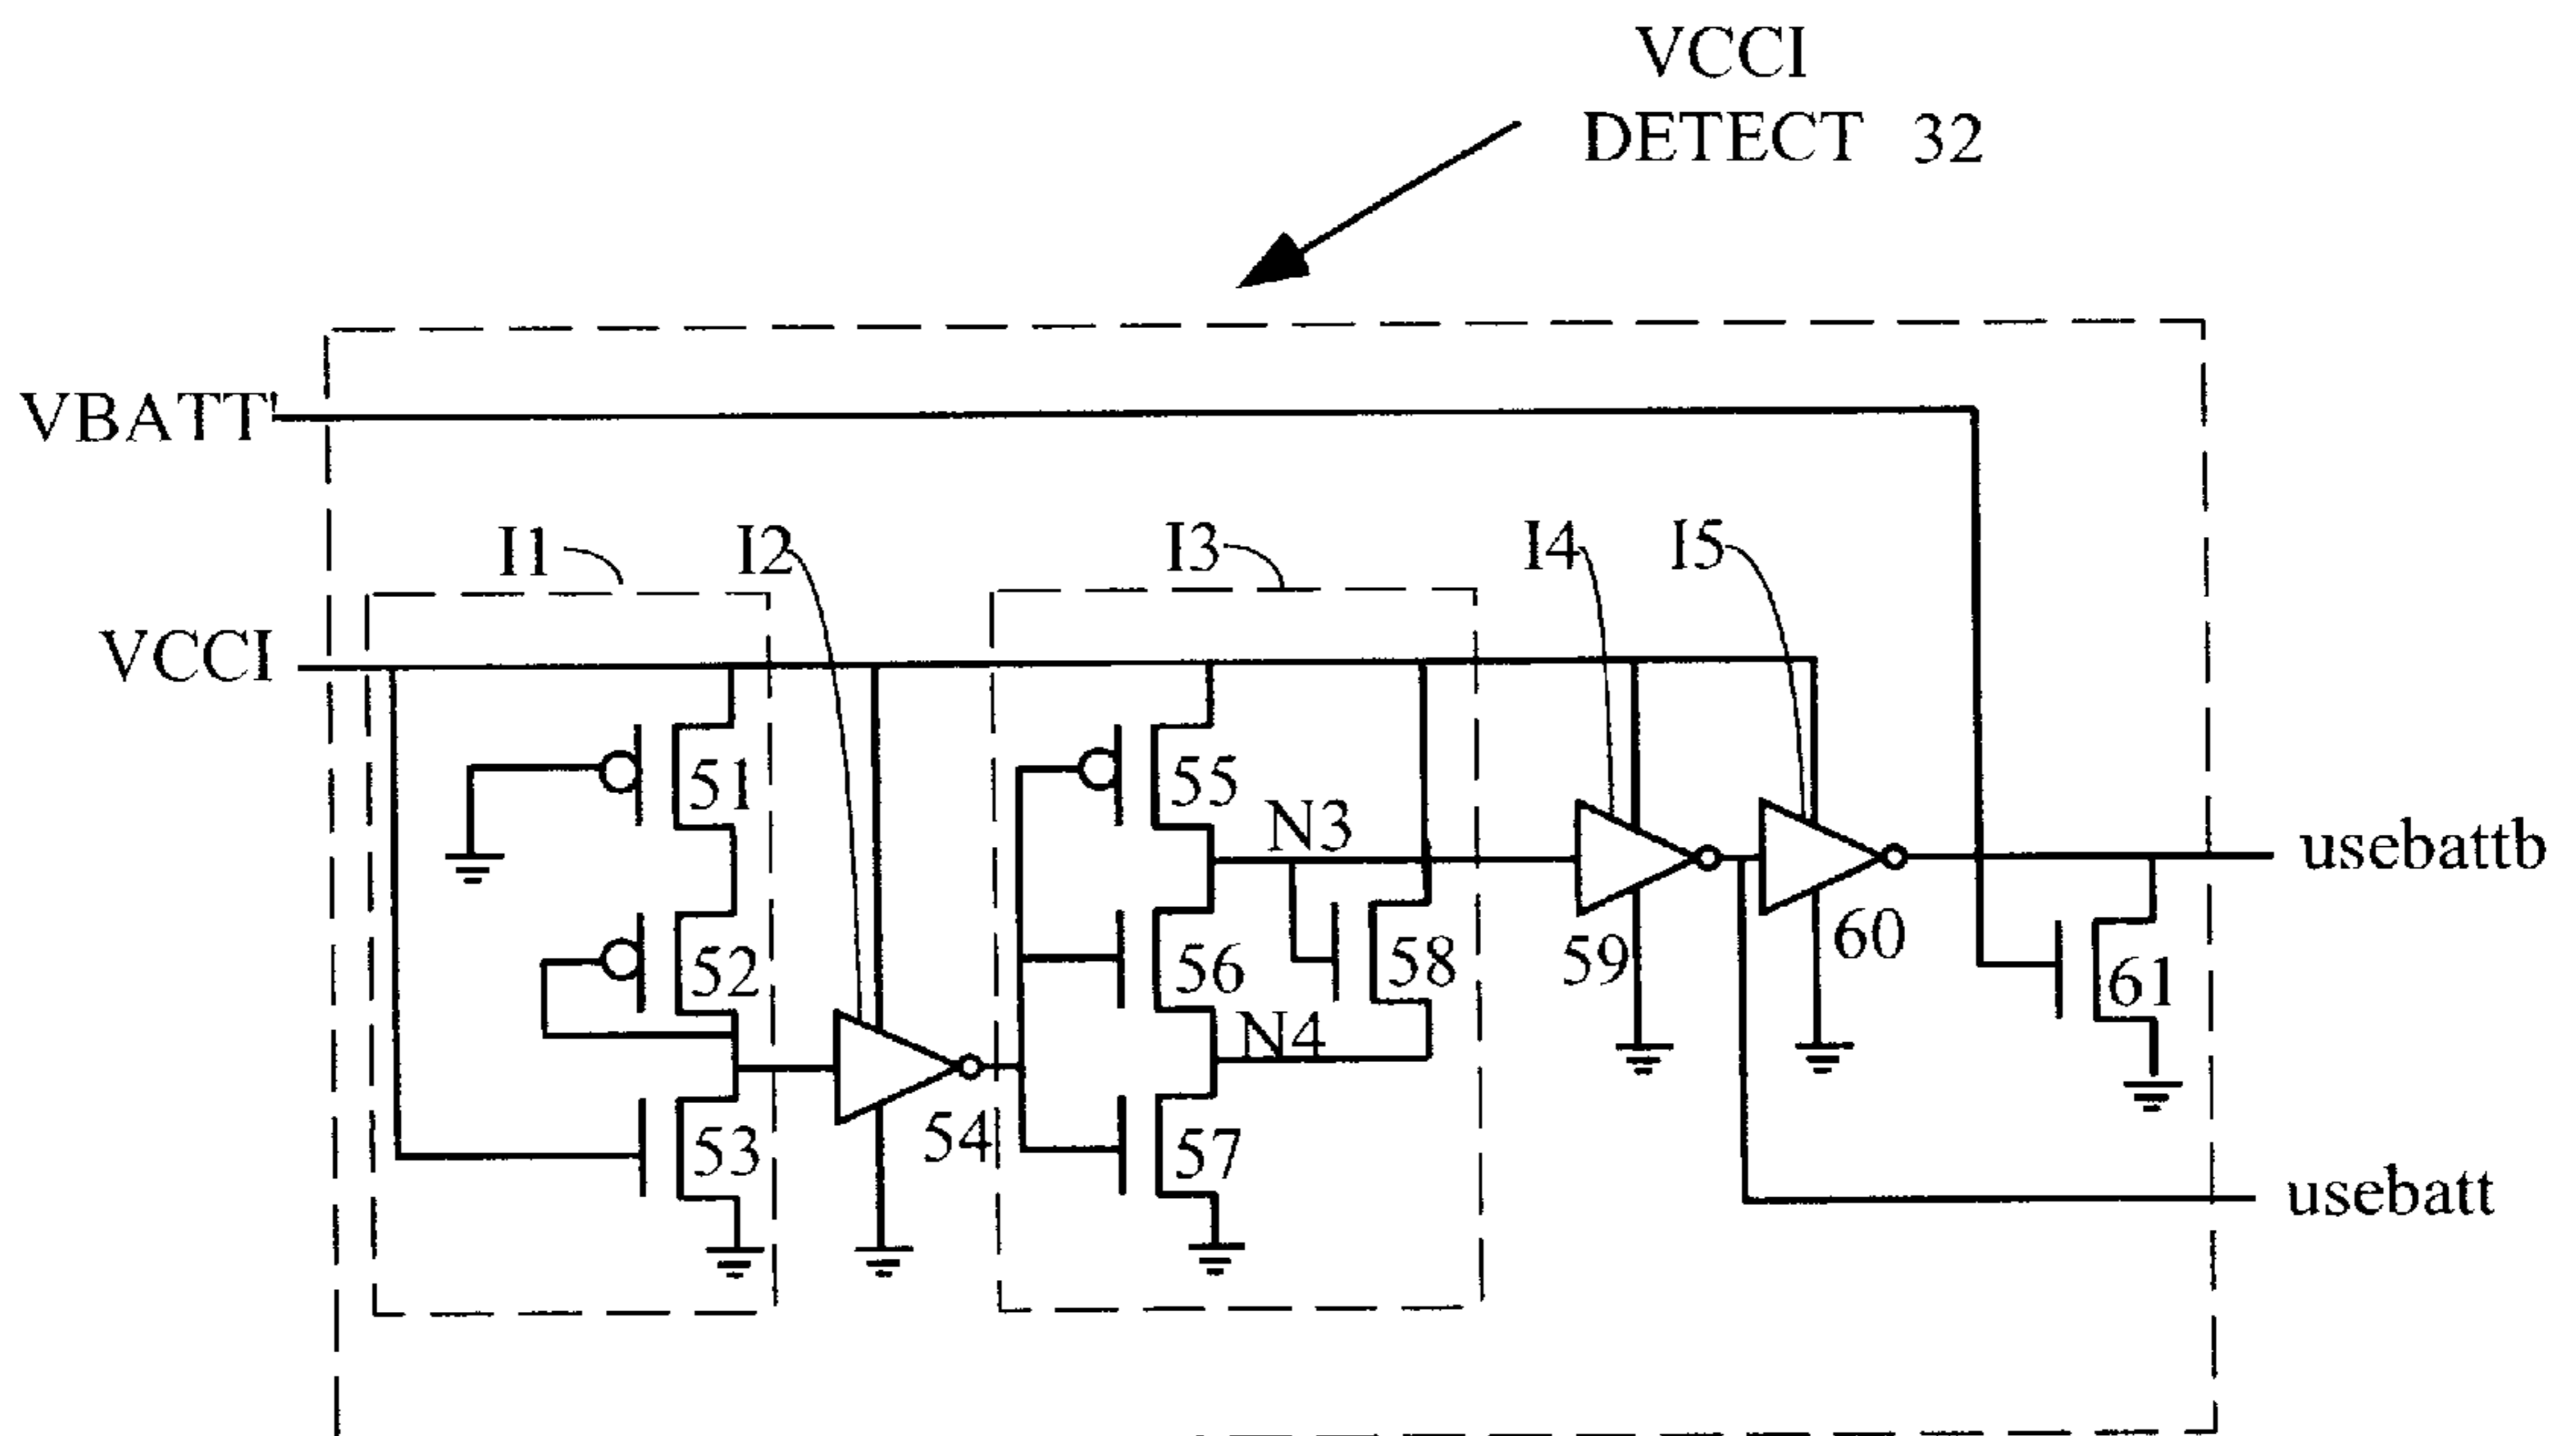 VCCI
DETECT 32
VBATT'
I1
I2
I3
I4
I5
VCCI
51
55
N3
usebattb
52
56
58
59
60
61
N4
54
53
57
usebatt